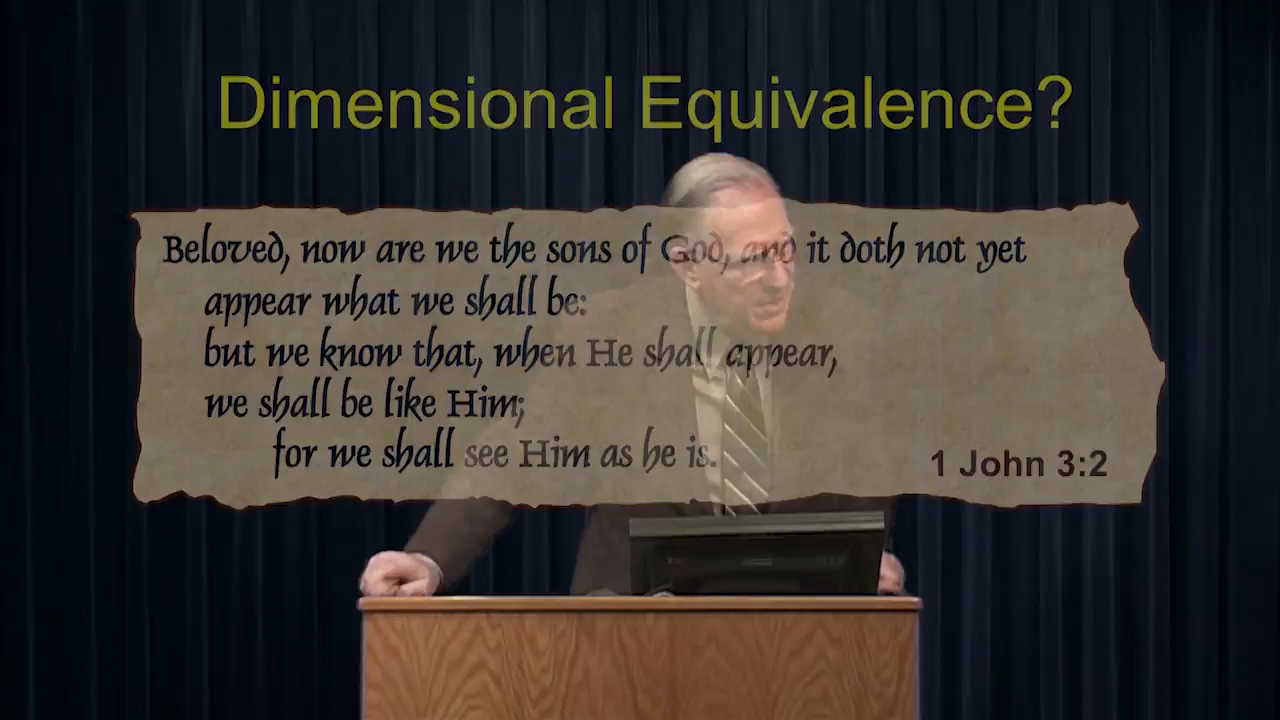 Dimensional Equivalence?
Beloved, now are we the sons of God, and it doth not yet
appear what we shall be:
but we know that, when He shall appear,
we shall be like Him;
for we shall see Him as he is.
1 John 3:2